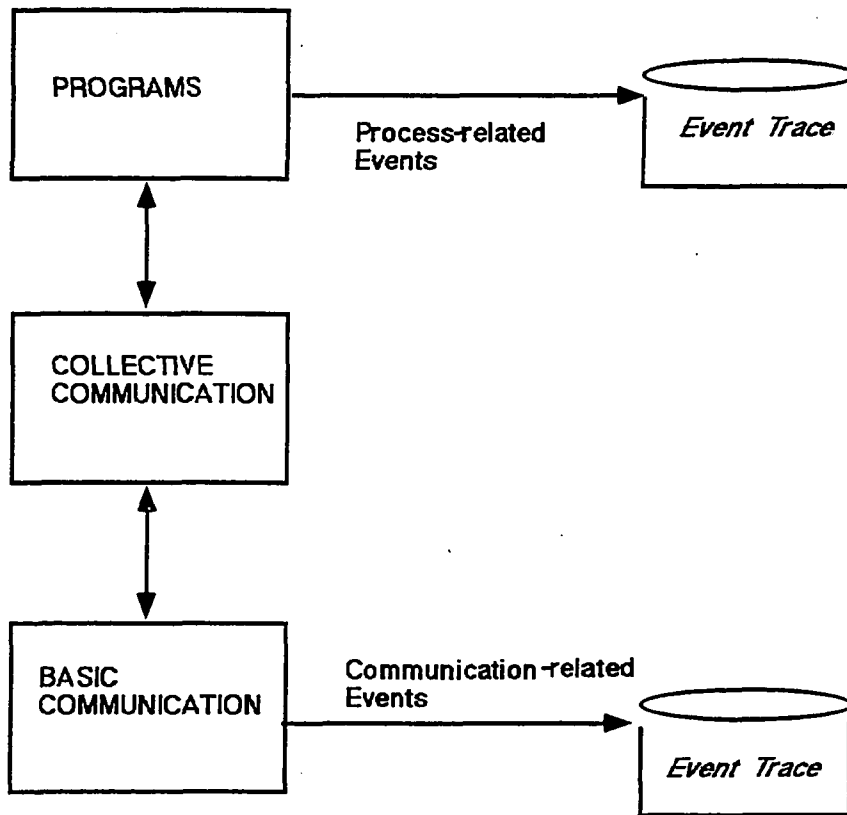 PROGRAMS
Process-related
Events
Event Trace
COLLECTIVE
COMMUNICATION
BASIC
COMMUNICATION
Communication-related
Events
Event Trace